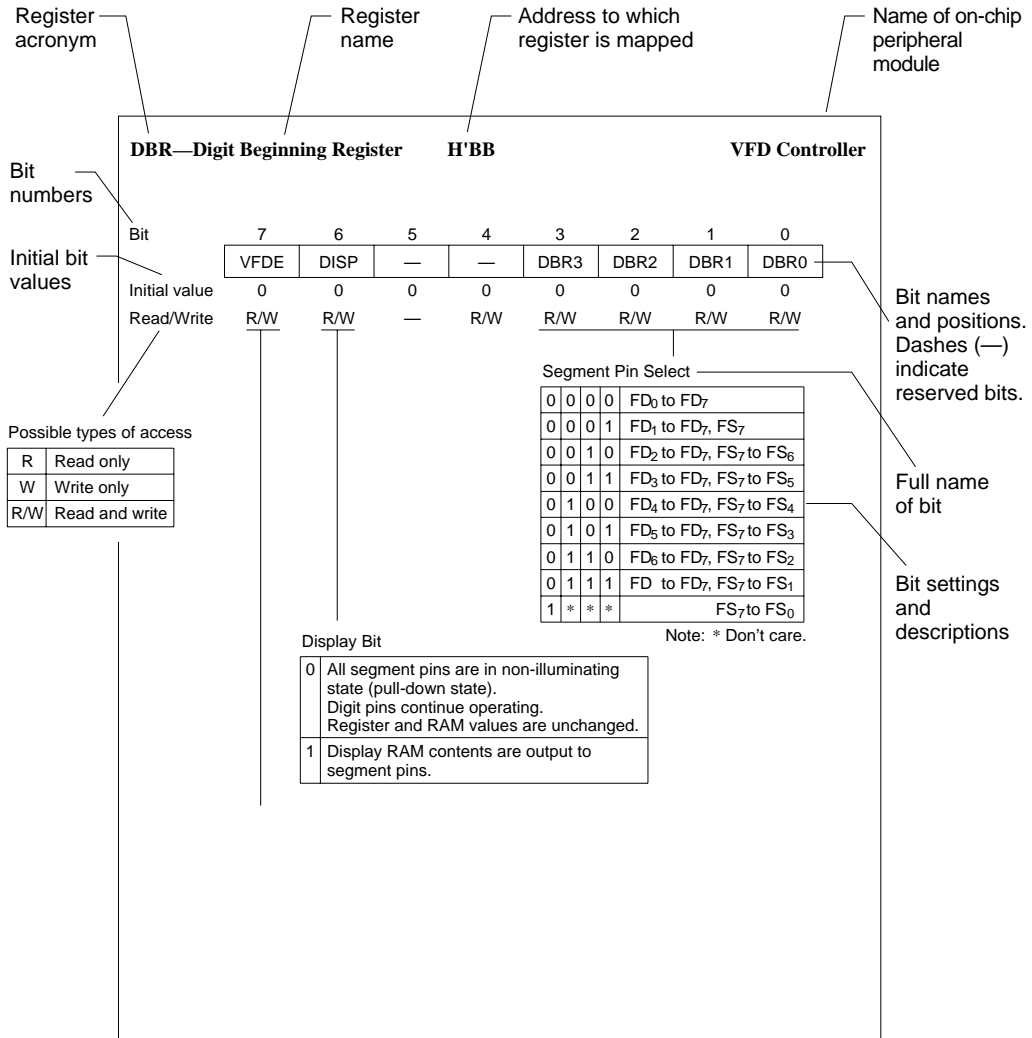 Register acronym
Register name
Address to which register is mapped
Name of on-chip peripheral module
DBR—Digit Beginning Register H'BB VFD Controller
Bit numbers
Bit 7 6 5 4 3 2 1 0
VFDE DISP — — DBR3 DBR2 DBR1 DBR0
Initial bit values
Initial value 0 0 0 0 0 0 0 0
Read/Write R/W R/W — R/W R/W R/W R/W R/W
Bit names and positions. Dashes (—) indicate reserved bits.
Possible types of access
R Read only
W Write only
R/W Read and write
Segment Pin Select
0 0 0 0 FD0 to FD7
0 0 0 1 FD1 to FD7, FS7
0 0 1 0 FD2 to FD7, FS7 to FS6
0 0 1 1 FD3 to FD7, FS7 to FS5
0 1 0 0 FD4 to FD7, FS7 to FS4
0 1 0 1 FD5 to FD7, FS7 to FS3
0 1 1 0 FD6 to FD7, FS7 to FS2
0 1 1 1 FD to FD7, FS7 to FS1
1 * * * FS7 to FS0
Note: * Don't care.
Full name of bit
Bit settings and descriptions
Display Bit
0 All segment pins are in non-illuminating
state (pull-down state).
Digit pins continue operating.
Register and RAM values are unchanged.
1 Display RAM contents are output to
segment pins.